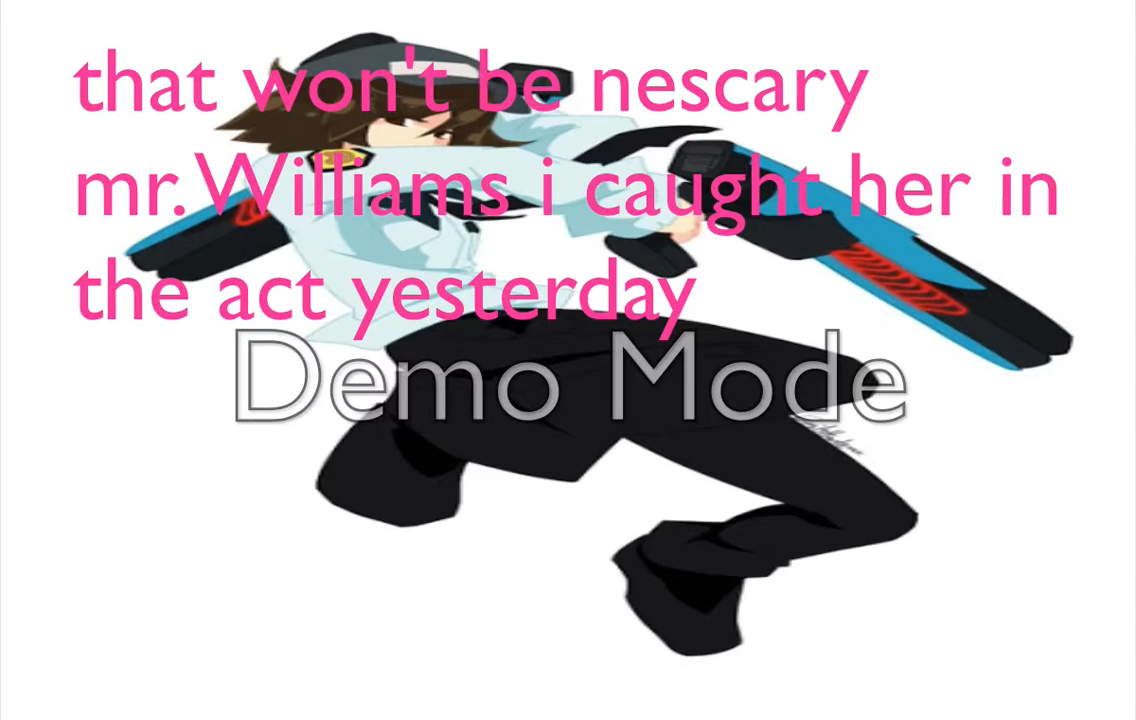 that won't be nescary
mr.Williams i caught her in
the act yesterday
Demo Mode